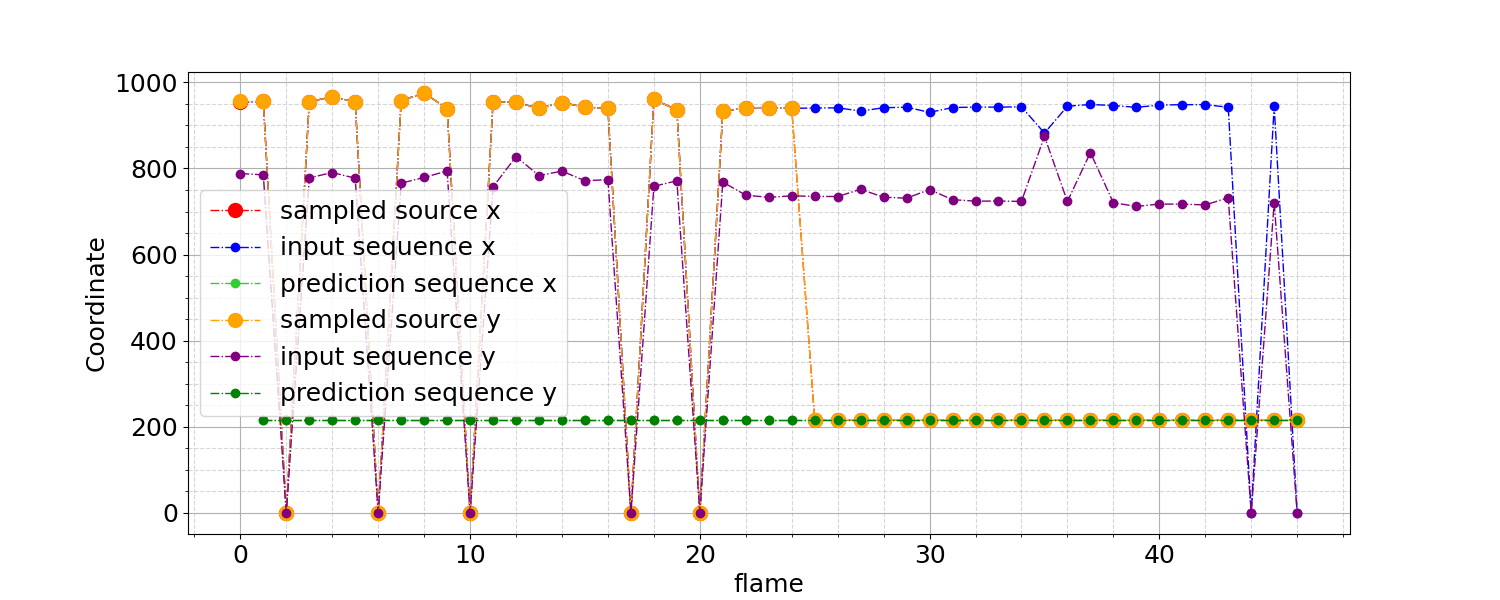 1000
800
600
400
200
0
Coordinate
sampled source x
input sequence x
prediction sequence x
sampled source y
input sequence y
prediction sequence y
0 10 20 30 40
flame